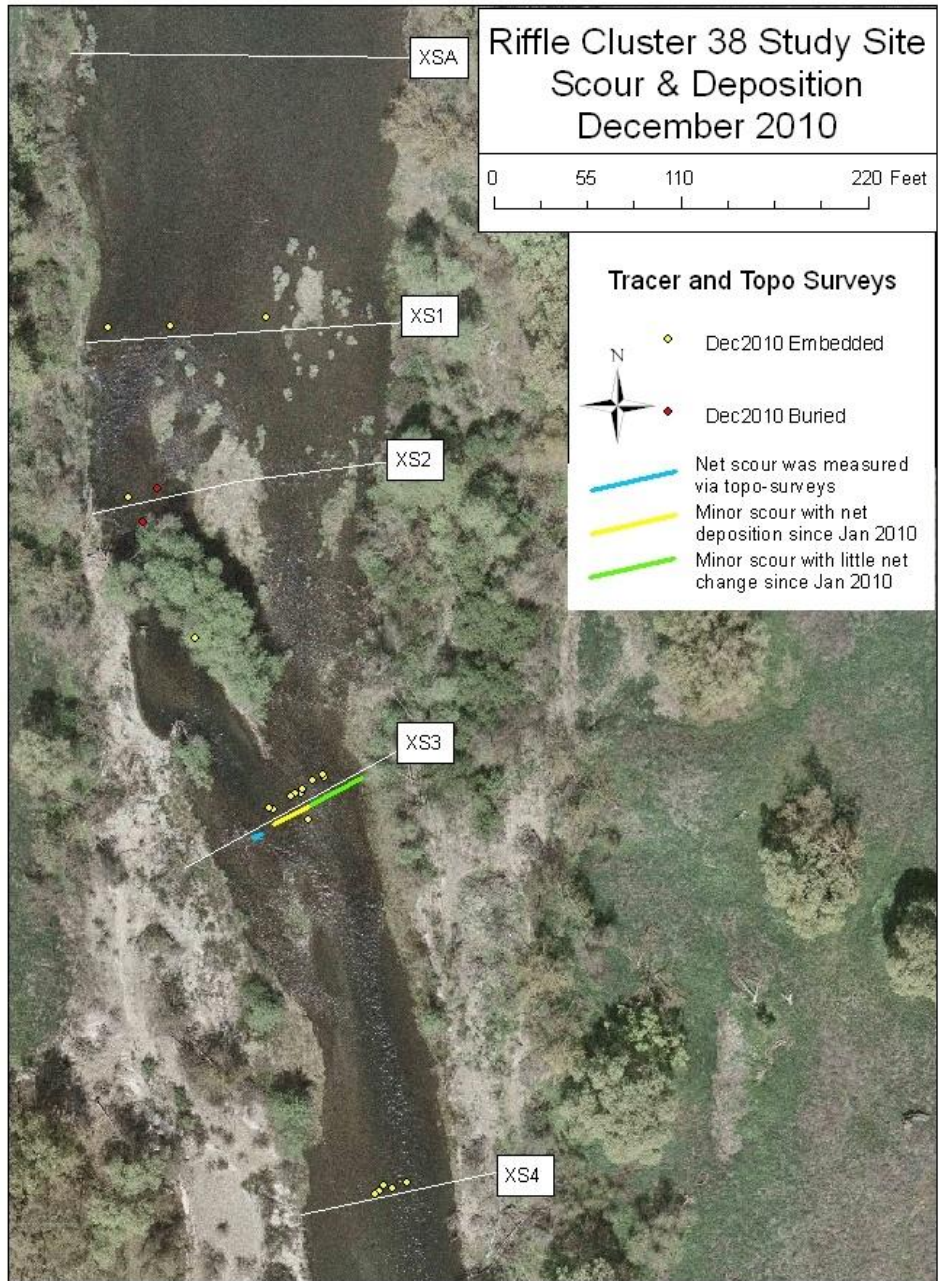 Riffle Cluster 38 Study Site
Scour & Deposition
December 2010
0 55 110 220 Feet
XSA
Tracer and Topo Surveys
XS1
Dec2010 Embedded
N
Dec2010 Buried
XS2
Net scour was measured
via topo-surveys
Minor scour with net
deposition since Jan 2010
Minor scour with little net
change since Jan 2010
XS3
XS4